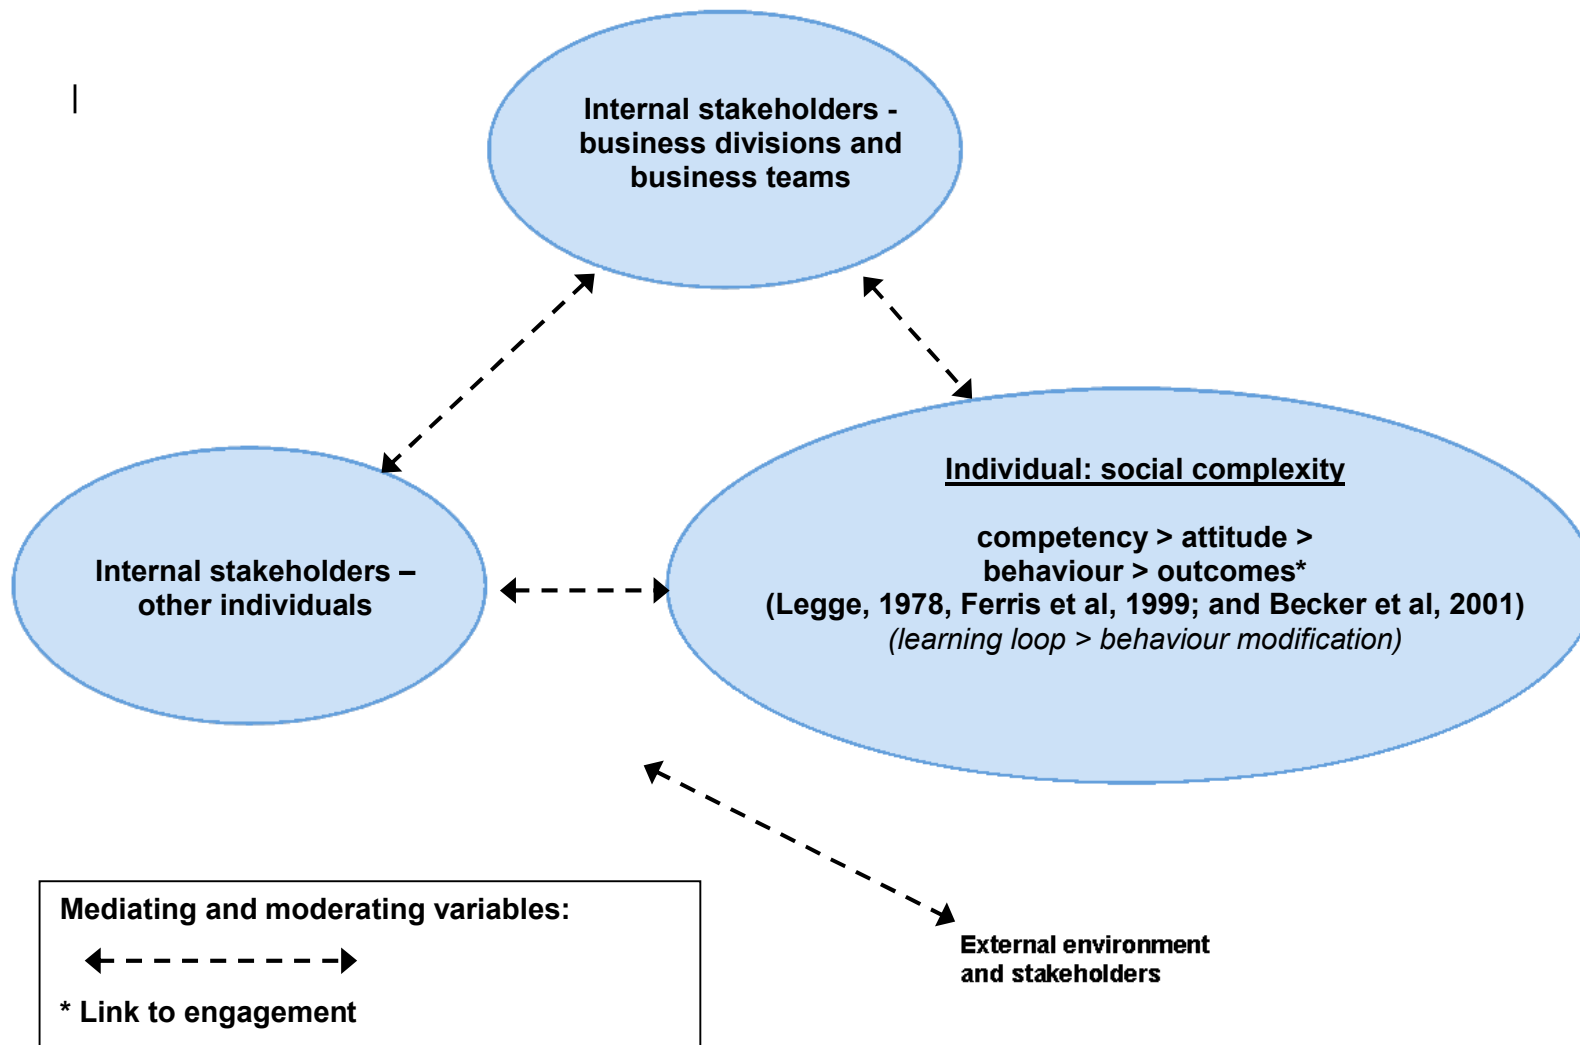 Internal stakeholders -
business divisions and
business teams
Individual: social complexity
competency > attitude >
behaviour > outcomes*
(Legge, 1978, Ferris et al, 1999; and Becker et al, 2001)
(learning loop > behaviour modification)
Internal stakeholders –
other individuals
Mediating and moderating variables:
* Link to engagement
External environment
and stakeholders